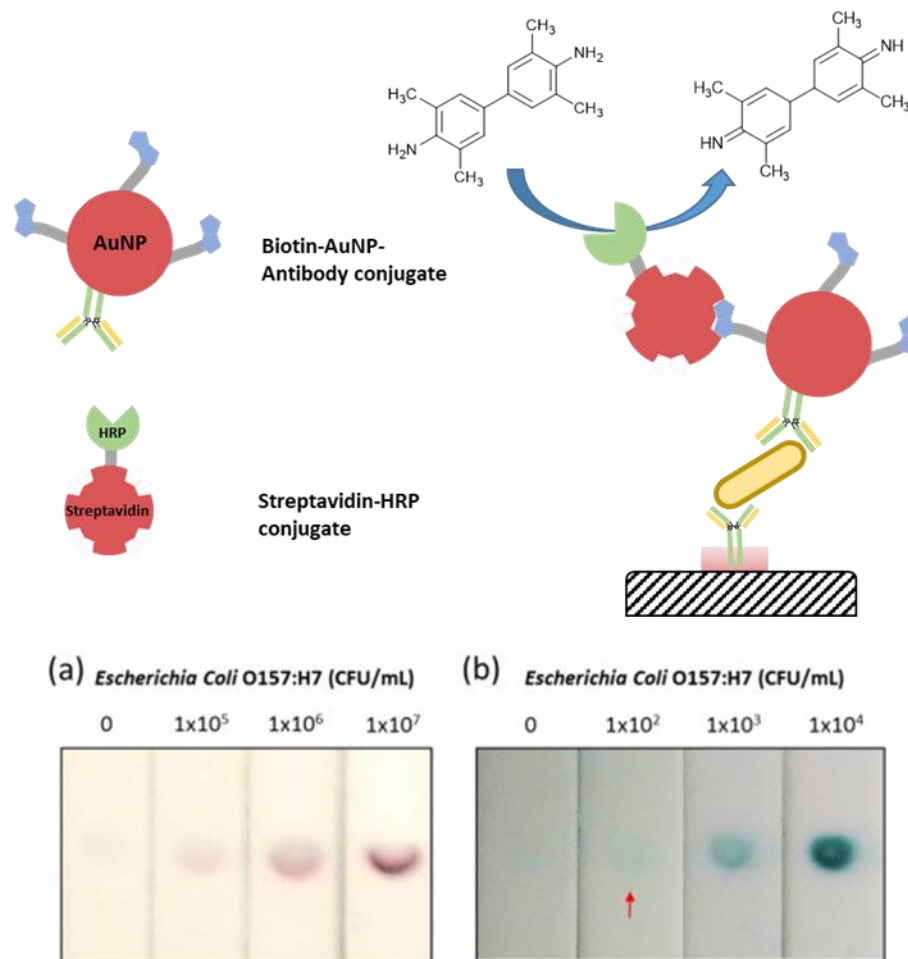 CH₃
NH₂
H₃C
CH₃
H₂N
CH₃
CH₃
NH
H₃C
CH₃
HN
CH₃
AuNP
Biotin-AuNP-
Antibody conjugate
HRP
Streptavidin
Streptavidin-HRP
conjugate
(a) Escherichia Coli O157:H7 (CFU/mL)
0 1x10⁵ 1x10⁶ 1x10⁷
(b) Escherichia Coli O157:H7 (CFU/mL)
0 1x10² 1x10³ 1x10⁴